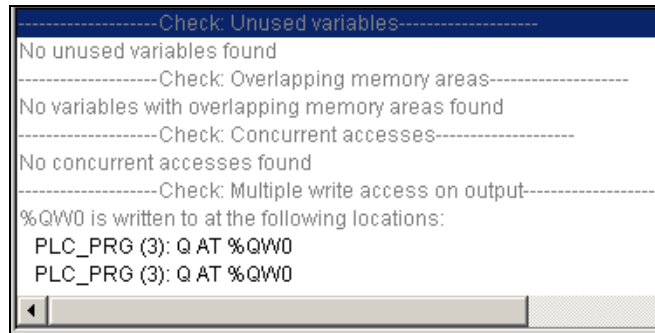 -------------------Check: Unused variables-------------------
No unused variables found
-------------------Check: Overlapping memory areas-------------------
No variables with overlapping memory areas found
-------------------Check: Concurrent accesses-------------------
No concurrent accesses found
-------------------Check: Multiple write access on output------------------
%QW0 is written to at the following locations:
PLC_PRG (3): Q AT %QW0
PLC_PRG (3): Q AT %QW0